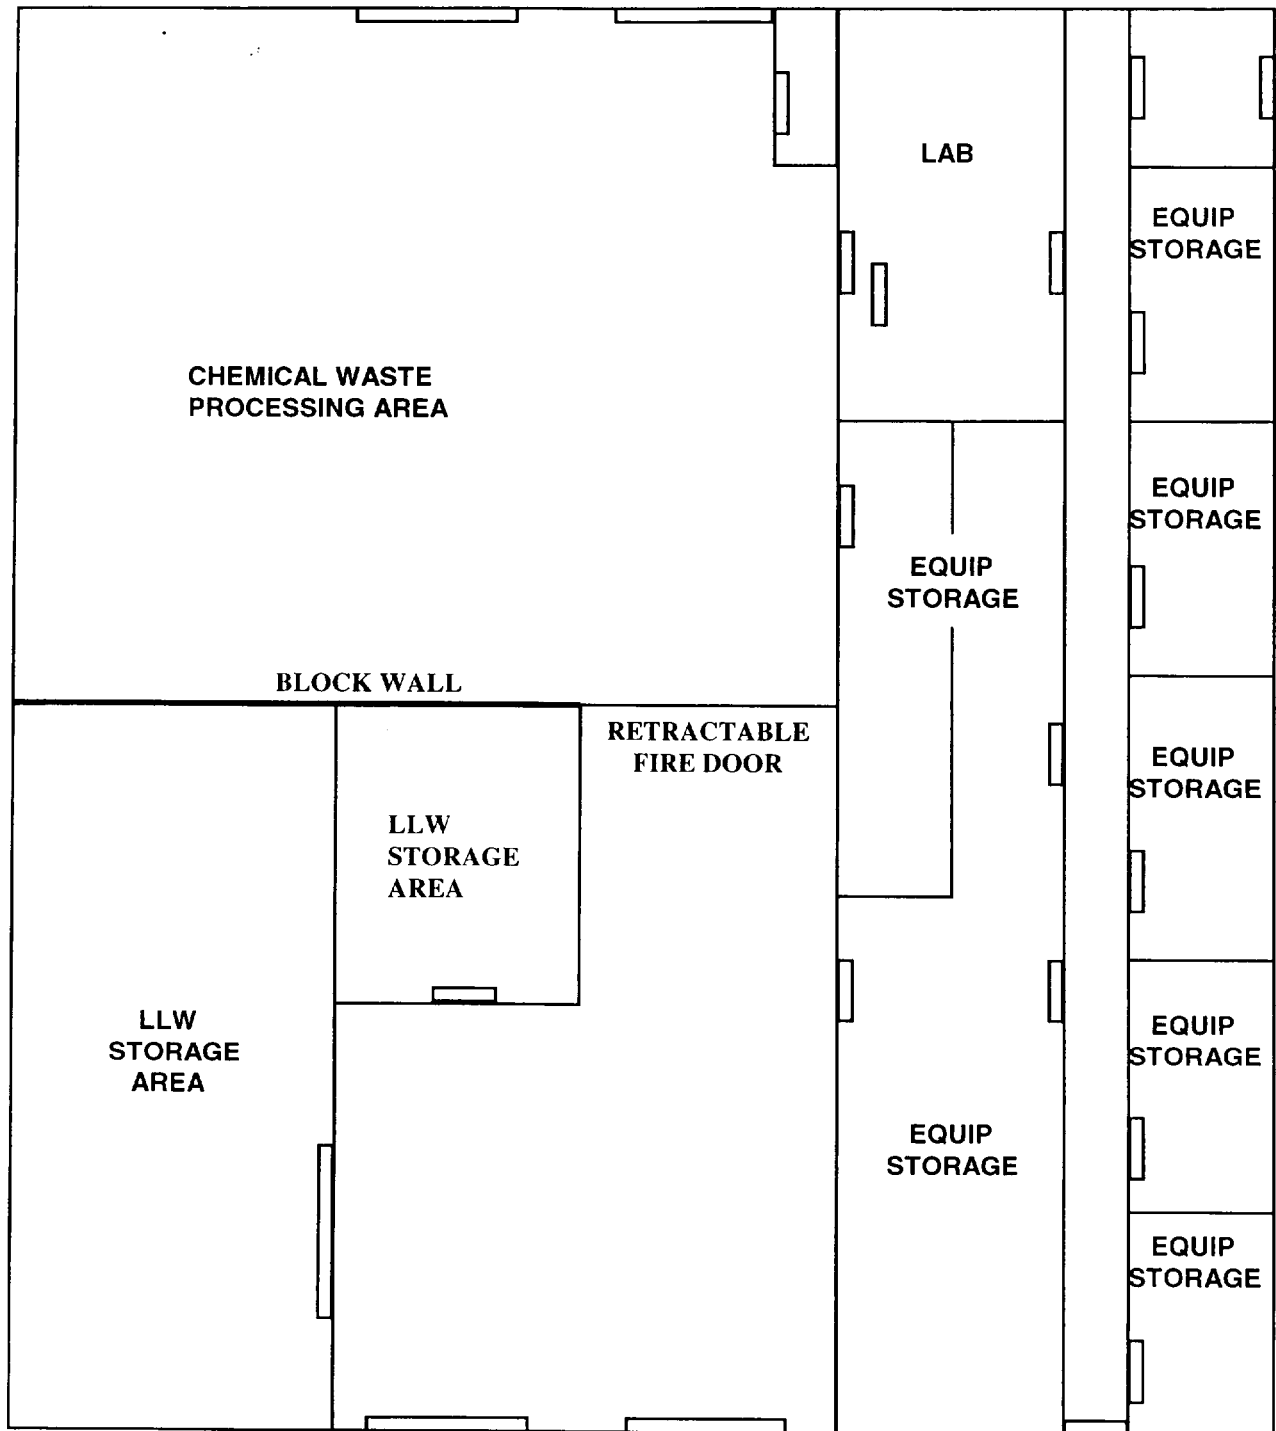 LAB
EQUIP
STORAGE
CHEMICAL WASTE
PROCESSING AREA
EQUIP
STORAGE
EQUIP
STORAGE
BLOCK WALL
RETRACTABLE
FIRE DOOR
EQUIP
STORAGE
LLW
STORAGE
AREA
LLW
STORAGE
AREA
EQUIP
STORAGE
EQUIP
STORAGE
EQUIP
STORAGE